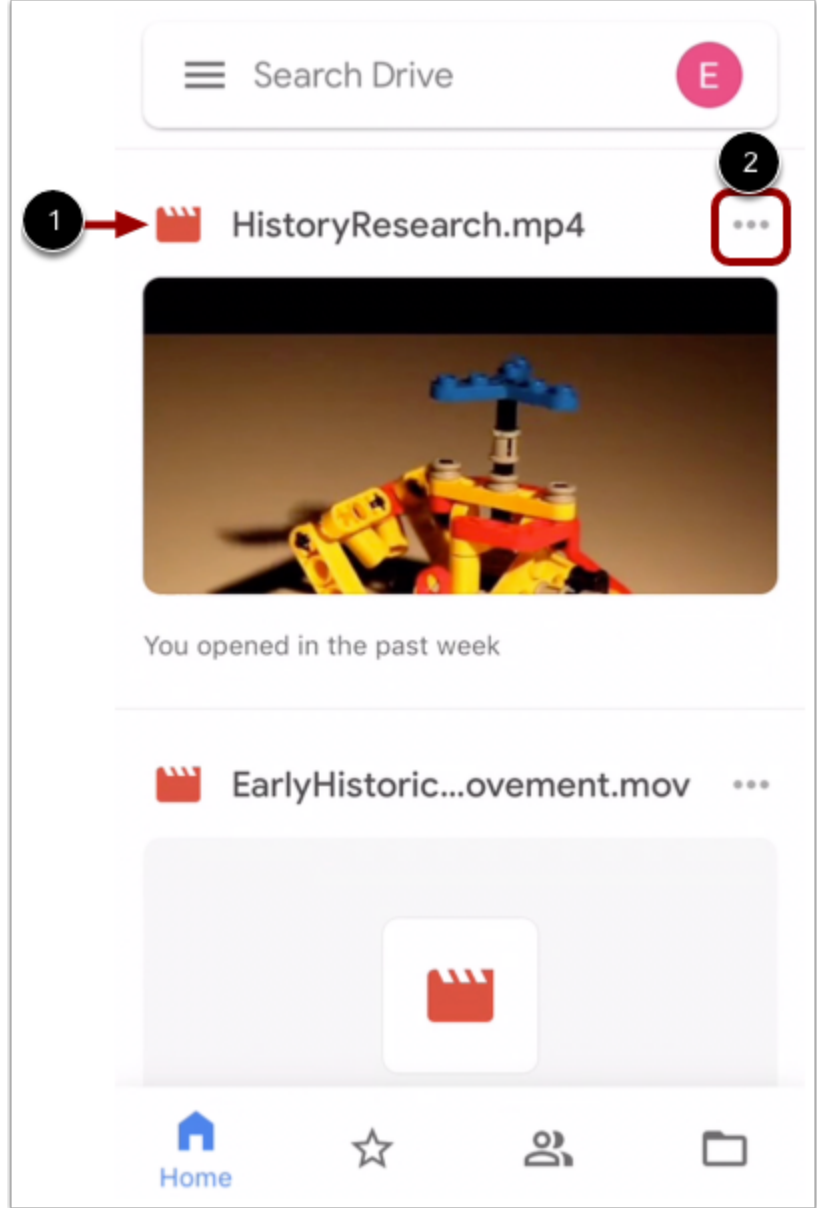 Search Drive
E
2
1
HistoryResearch.mp4
You opened in the past week
EarlyHistoric...ovement.mov
Home